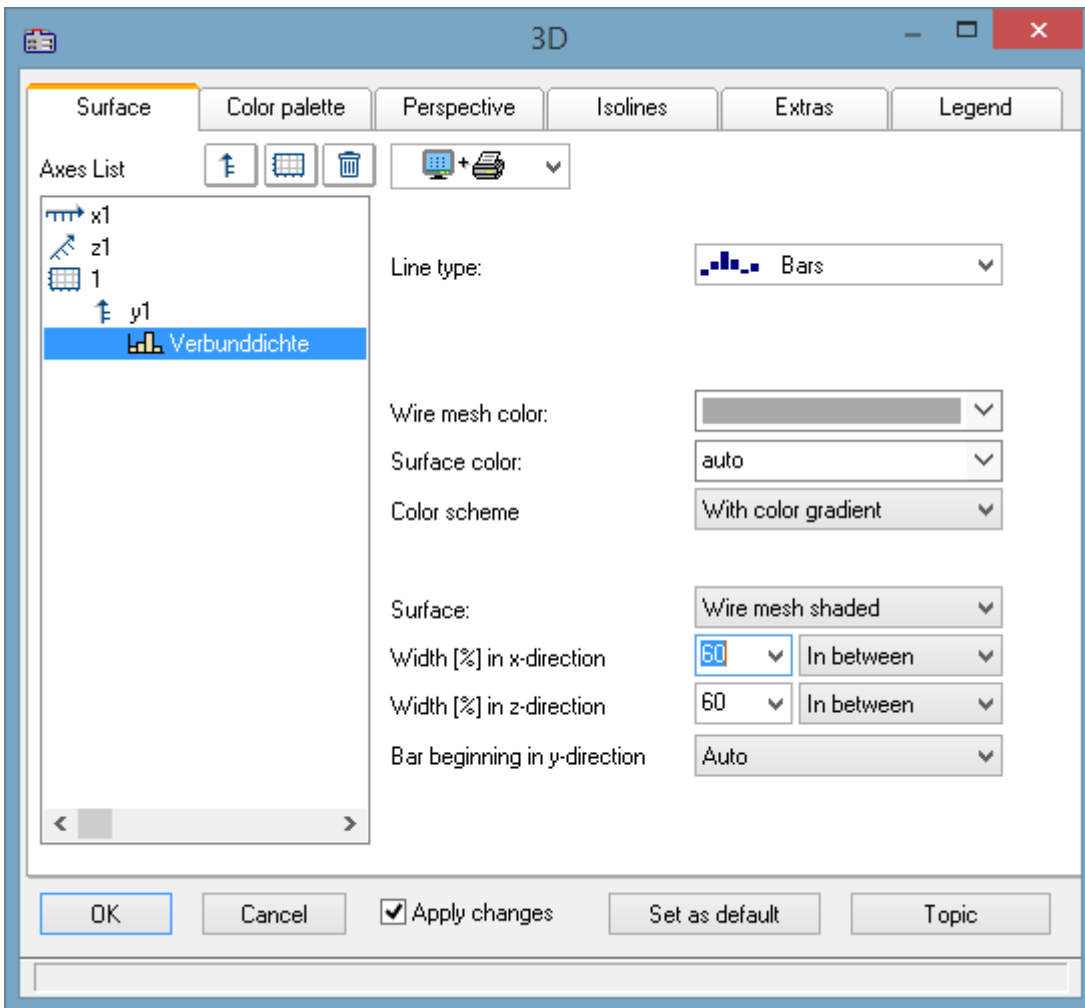 3D
Surface
Color palette
Perspective
Isolines
Extras
Legend
Axes List
x1
z1
1
y1
Verbunddichte
Line type:
Bars
Wire mesh color:
Surface color:
auto
Color scheme
With color gradient
Surface:
Wire mesh shaded
Width [%] in x-direction
60
In between
Width [%] in z-direction
60
In between
Bar beginning in y-direction
Auto
OK
Cancel
Apply changes
Set as default
Topic